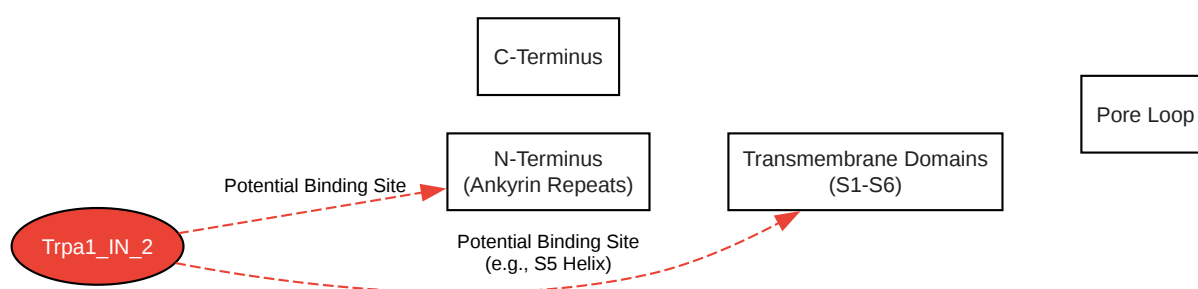 C-Terminus
Pore Loop
N-Terminus
(Ankyrin Repeats)
Transmembrane Domains
(S1-S6)
Potential Binding Site
Trpa1_IN_2
Potential Binding Site
(e.g., S5 Helix)